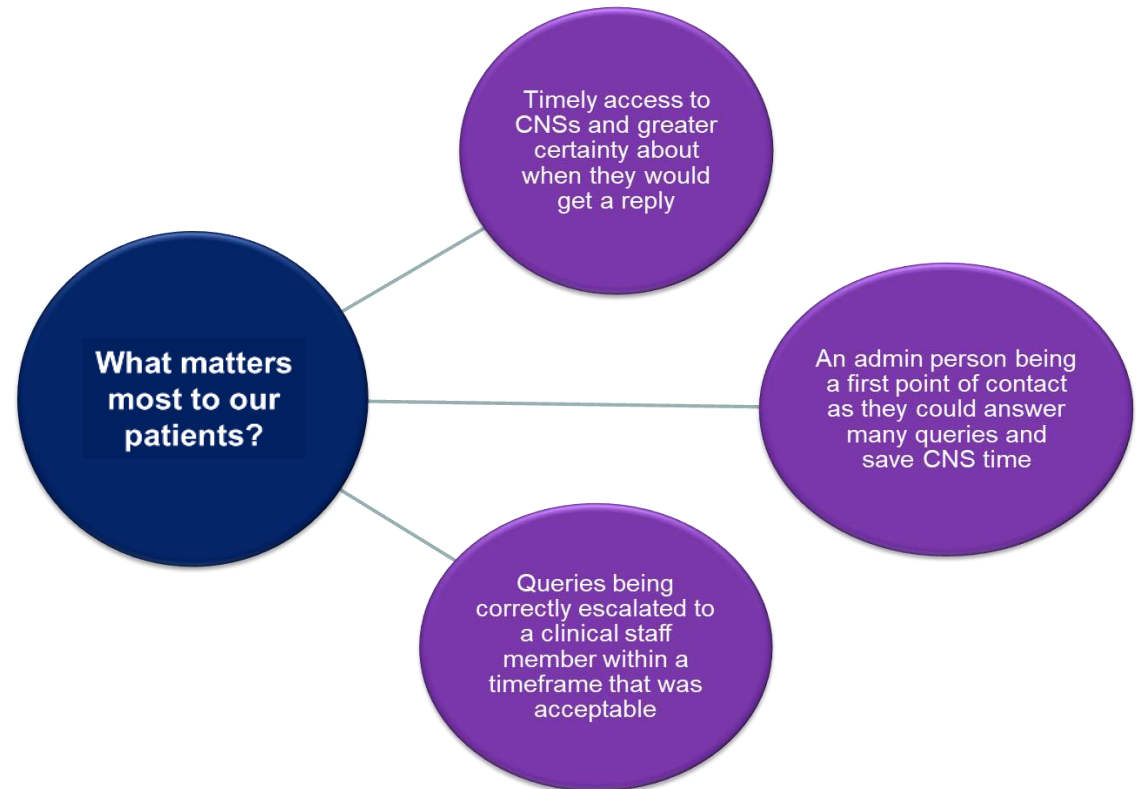 What matters
most to our
patients?
Timely access to
CNSs and greater
certainty about
when they would
get a reply
An admin person being
a first point of contact
as they could answer
many queries and
save CNS time
Queries being
correctly escalated to
a clinical staff
member within a
timeframe that was
acceptable